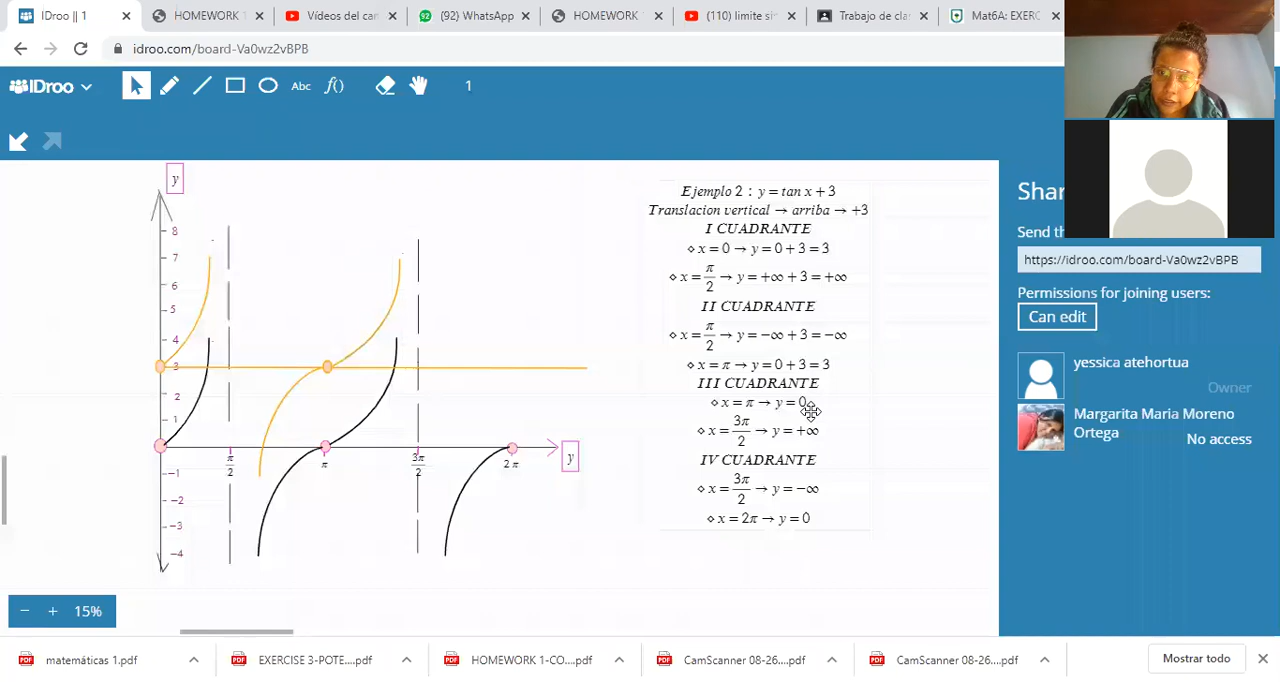 IDroo || 1
HOMEWORK 1
Vídeos del can
(92) WhatsApp
HOMEWORK
(110) limite sin
Trabajo de cla
Mat6A: EXERC
idroo.com/board-Va0wz2vBPB
IDroo
Abc
f()
1
y
8
7
6
5
4
3
2
1
−1
−2
−3
−4
π/2
π
3π/2
2 π
y
Ejemplo 2 : y = tan x + 3
Translacion vertical → arriba → +3
I CUADRANTE
⋄ x = 0 → y = 0 + 3 = 3
⋄ x = π/2 → y = +∞ + 3 = +∞
II CUADRANTE
⋄ x = π/2 → y = −∞ + 3 = −∞
⋄ x = π → y = 0 + 3 = 3
III CUADRANTE
⋄ x = π → y = 0
⋄ x = 3π/2 → y = +∞
IV CUADRANTE
⋄ x = 3π/2 → y = −∞
⋄ x = 2π → y = 0
Shar
Send th
https://idroo.com/board-Va0wz2vBPB
Permissions for joining users:
Can edit
yessica atehortua
Owner
Margarita Maria Moreno
Ortega
No access
15%
matemáticas 1.pdf
EXERCISE 3-POTE....pdf
HOMEWORK 1-CO....pdf
CamScanner 08-26....pdf
CamScanner 08-26....pdf
Mostrar todo